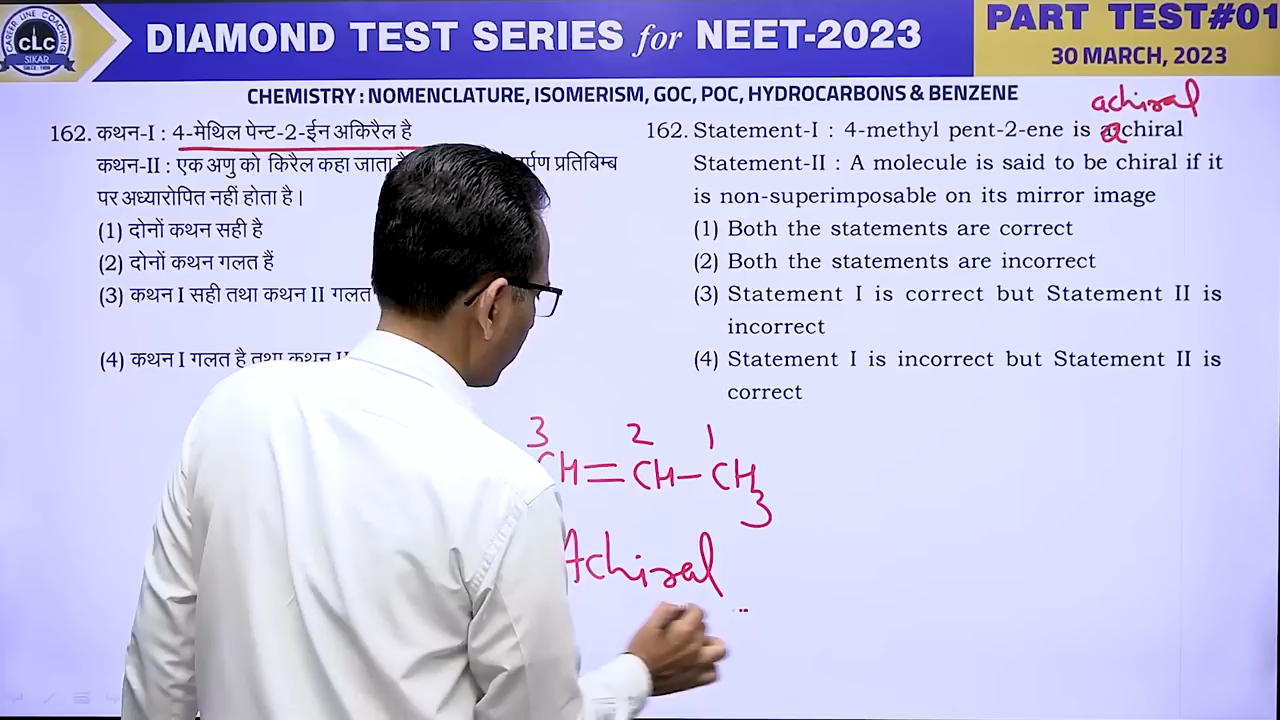 CAREER LINE COACHING
CLC
SIKAR
DIAMOND TEST SERIES for NEET-2023
PART TEST#01
30 MARCH, 2023
CHEMISTRY : NOMENCLATURE, ISOMERISM, GOC, POC, HYDROCARBONS & BENZENE
162. कथन-I : 4-मेथिल पेन्ट-2-ईन अकिरैल है
कथन-II : एक अणु को किरैल कहा जाता प्रतिबिम्ब
पर अध्यारोपित नहीं होता है।
(1) दोनों कथन सही है
(2) दोनों कथन गलत हैं
(3) कथन I सही तथा कथन II गलत
(4) कथन I गलत है तथा कथन
achiral
162. Statement-I : 4-methyl pent-2-ene is achiral
Statement-II : A molecule is said to be chiral if it
is non-superimposable on its mirror image
(1) Both the statements are correct
(2) Both the statements are incorrect
(3) Statement I is correct but Statement II is
incorrect
(4) Statement I is incorrect but Statement II is
correct
3 2 1
CH=CH-CH3
Achiral